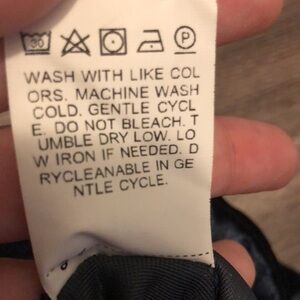 30 P
WASH WITH LIKE COL
ORS. MACHINE WASH
COLD. GENTLE CYCL
E. DO NOT BLEACH. T
UMBLE DRY LOW. LO
W IRON IF NEEDED. D
RYCLEANABLE IN GE
NTLE CYCLE.